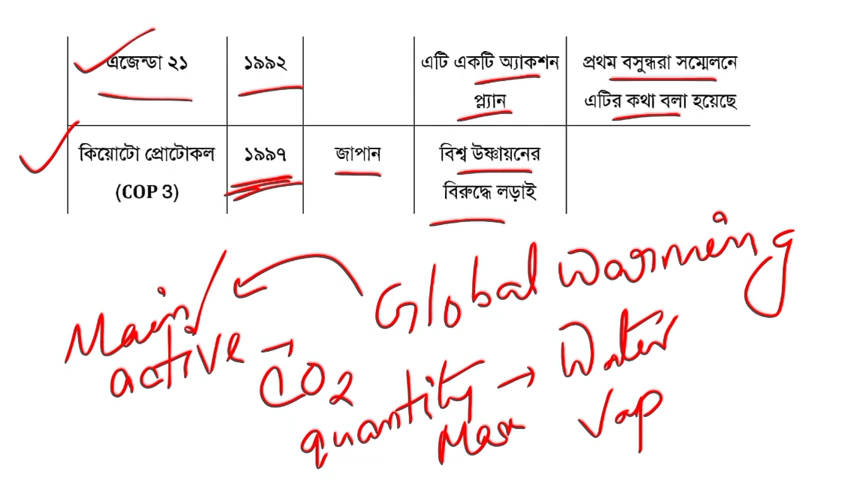 এজেন্ডা ২১ ১৯৯২ এটি একটি অ্যাকশন প্রথম বসুন্ধরা সম্মেলনে
প্ল্যান এটির কথা বলা হয়েছে
কিয়োটো প্রোটোকল ১৯৯৭ জাপান বিশ্ব উষ্ণায়নের
(COP 3) বিরুদ্ধে লড়াই
Global Warming
Main
active → CO2
quantity → Water
Vap